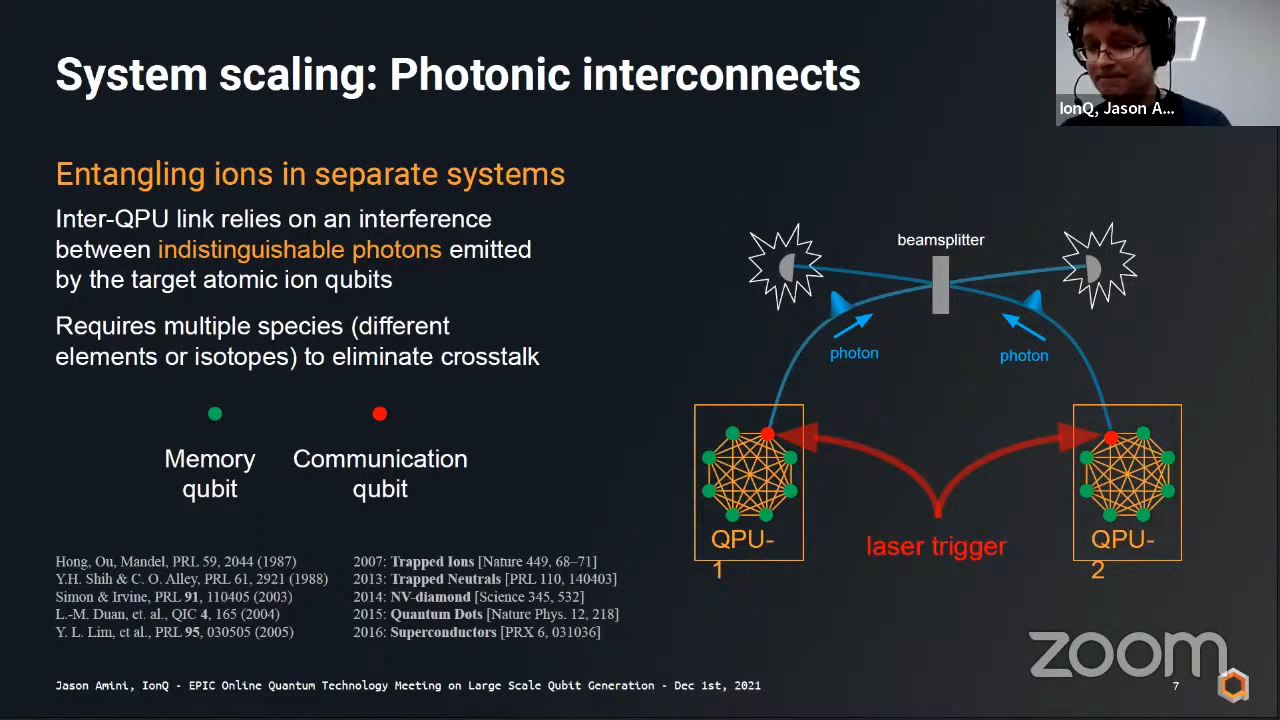 System scaling: Photonic interconnects
IonQ, Jason A...
Entangling ions in separate systems
Inter-QPU link relies on an interference
between indistinguishable photons emitted
by the target atomic ion qubits
Requires multiple species (different
elements or isotopes) to eliminate crosstalk
Memory
qubit
Communication
qubit
beamsplitter
photon
photon
QPU-
1
laser trigger
QPU-
2
Hong, Ou, Mandel, PRL 59, 2044 (1987)
Y.H. Shih & C. O. Alley, PRL 61, 2921 (1988)
Simon & Irvine, PRL 91, 110405 (2003)
L.-M. Duan, et. al., QIC 4, 165 (2004)
Y. L. Lim, et al., PRL 95, 030505 (2005)
2007: Trapped Ions [Nature 449, 68–71]
2013: Trapped Neutrals [PRL 110, 140403]
2014: NV-diamond [Science 345, 532]
2015: Quantum Dots [Nature Phys. 12, 218]
2016: Superconductors [PRX 6, 031036]
zoom
Jason Amini, IonQ - EPIC Online Quantum Technology Meeting on Large Scale Qubit Generation - Dec 1st, 2021
7